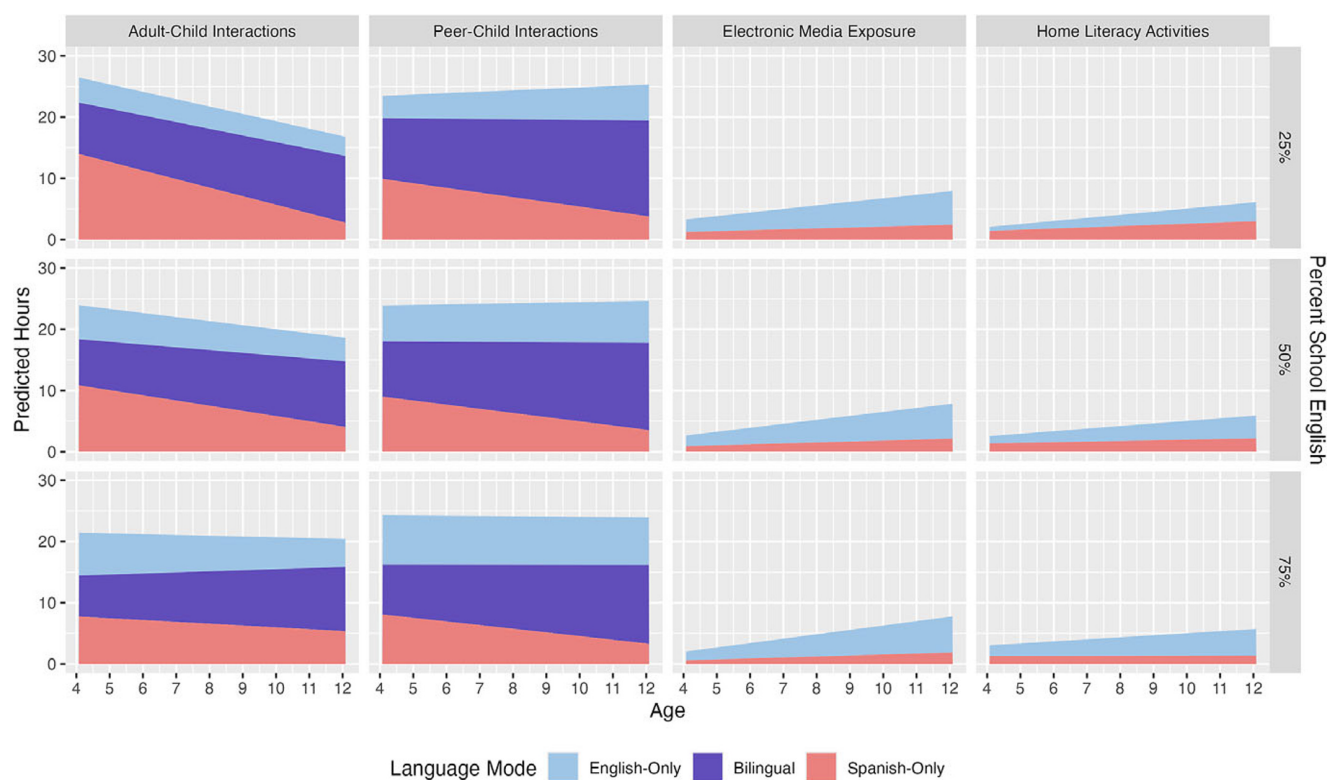 Adult-Child Interactions Peer-Child Interactions Electronic Media Exposure Home Literacy Activities
30
20
10
0
25%
30
20
10
0
50%
30
20
10
0
75%
Predicted Hours
Percent School English
4 5 6 7 8 9 10 11 12 4 5 6 7 8 9 10 11 12 4 5 6 7 8 9 10 11 12 4 5 6 7 8 9 10 11 12
Age
Language Mode English-Only Bilingual Spanish-Only